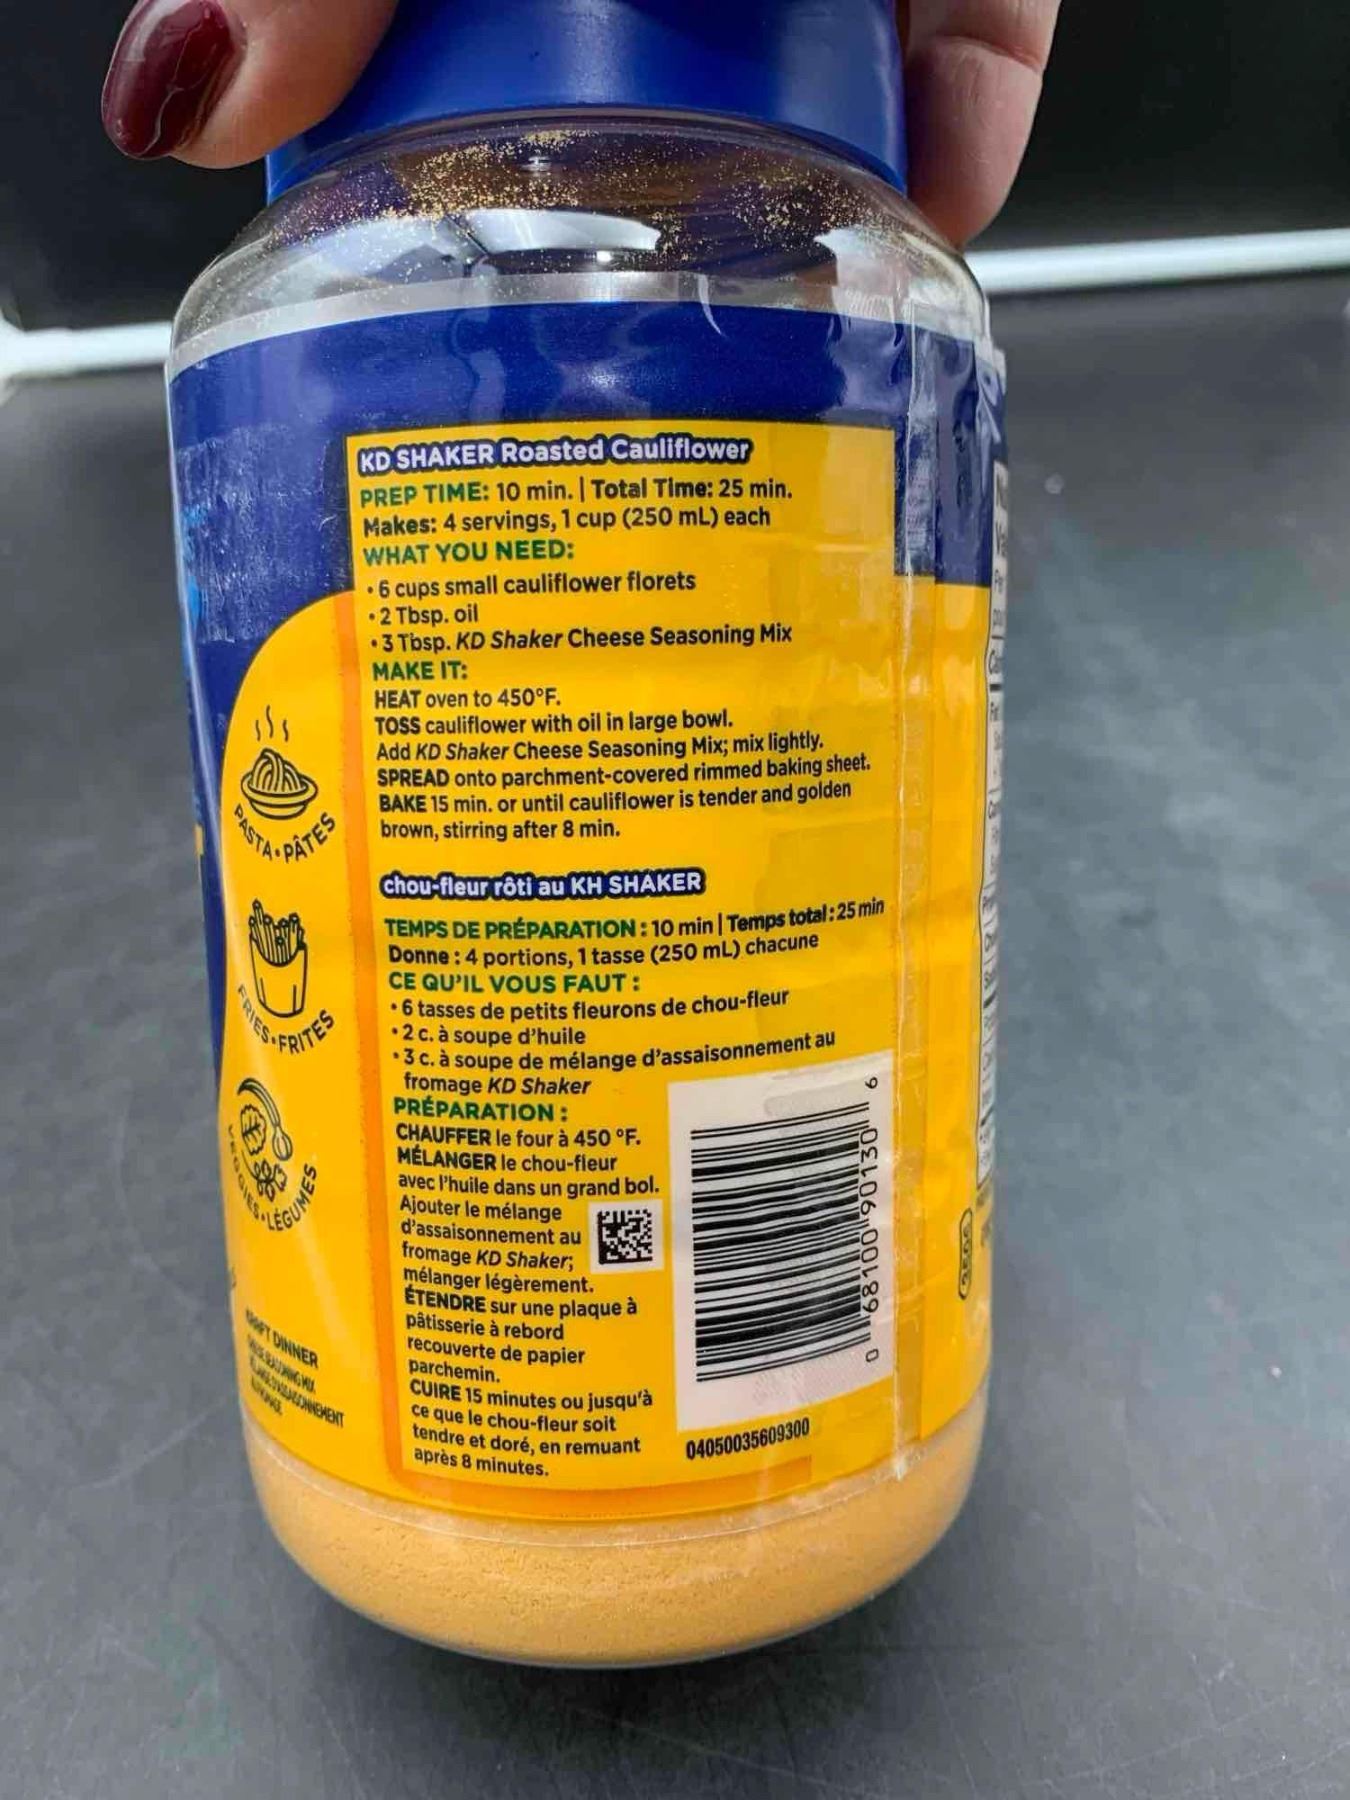 KD SHAKER Roasted Cauliflower
PREP TIME: 10 min. | Total Time: 25 min.
Makes: 4 servings, 1 cup (250 mL) each
WHAT YOU NEED:
• 6 cups small cauliflower florets
• 2 Tbsp. oil
• 3 Tbsp. KD Shaker Cheese Seasoning Mix
MAKE IT:
HEAT oven to 450°F.
TOSS cauliflower with oil in large bowl.
Add KD Shaker Cheese Seasoning Mix; mix lightly.
SPREAD onto parchment-covered rimmed baking sheet.
BAKE 15 min. or until cauliflower is tender and golden
brown, stirring after 8 min.
chou-fleur rôti au KH SHAKER
TEMPS DE PRÉPARATION : 10 min | Temps total : 25 min
Donne : 4 portions, 1 tasse (250 mL) chacune
CE QU'IL VOUS FAUT :
• 6 tasses de petits fleurons de chou-fleur
• 2 c. à soupe d'huile
• 3 c. à soupe de mélange d'assaisonnement au
fromage KD Shaker
PRÉPARATION :
CHAUFFER le four à 450 °F.
MÉLANGER le chou-fleur
avec l'huile dans un grand bol.
Ajouter le mélange
d'assaisonnement au
fromage KD Shaker;
mélanger légèrement.
ÉTENDRE sur une plaque à
pâtisserie à rebord
recouverte de papier
parchemin.
CUIRE 15 minutes ou jusqu'à
ce que le chou-fleur soit
tendre et doré, en remuant
après 8 minutes.
0 68100 90130 6
04050035609300
PASTA • PÂTES
FRIES • FRITES
VEGGIES • LÉGUMES
KRAFT DINNER
CHEESE SEASONING MIX
MÉLANGE D'ASSAISONNEMENT
AU FROMAGE